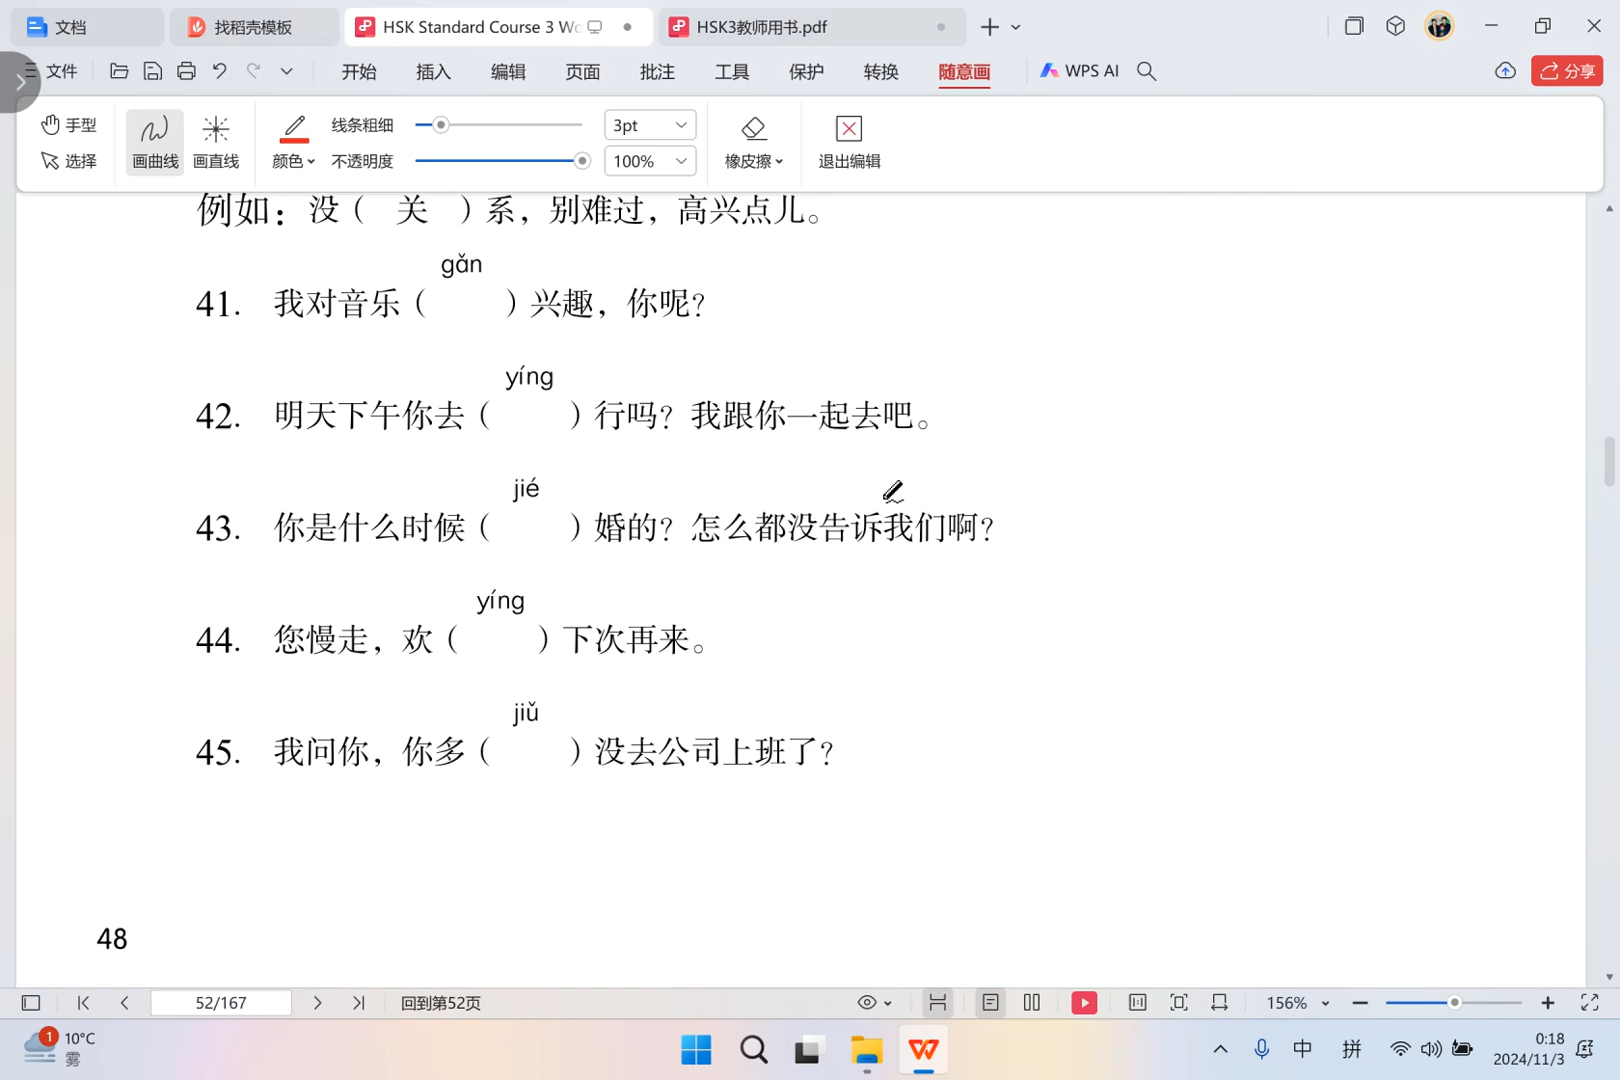 文档
找稻壳模板
HSK Standard Course 3 Wo
HSK3教师用书.pdf
文件
开始
插入
编辑
页面
批注
工具
保护
转换
随意画
WPS AI
分享
手型
选择
画曲线
画直线
颜色
线条粗细
3pt
不透明度
100%
橡皮擦
退出编辑
例如：没（ 关 ）系，别难过，高兴点儿。
gǎn
41. 我对音乐（ ）兴趣，你呢？
yíng
42. 明天下午你去（ ）行吗？我跟你一起去吧。
jié
43. 你是什么时候（ ）婚的？怎么都没告诉我们啊？
yíng
44. 您慢走，欢（ ）下次再来。
jiǔ
45. 我问你，你多（ ）没去公司上班了？
48
52/167
回到第52页
156%
1
10°C
雾
中
拼
0:18
2024/11/3